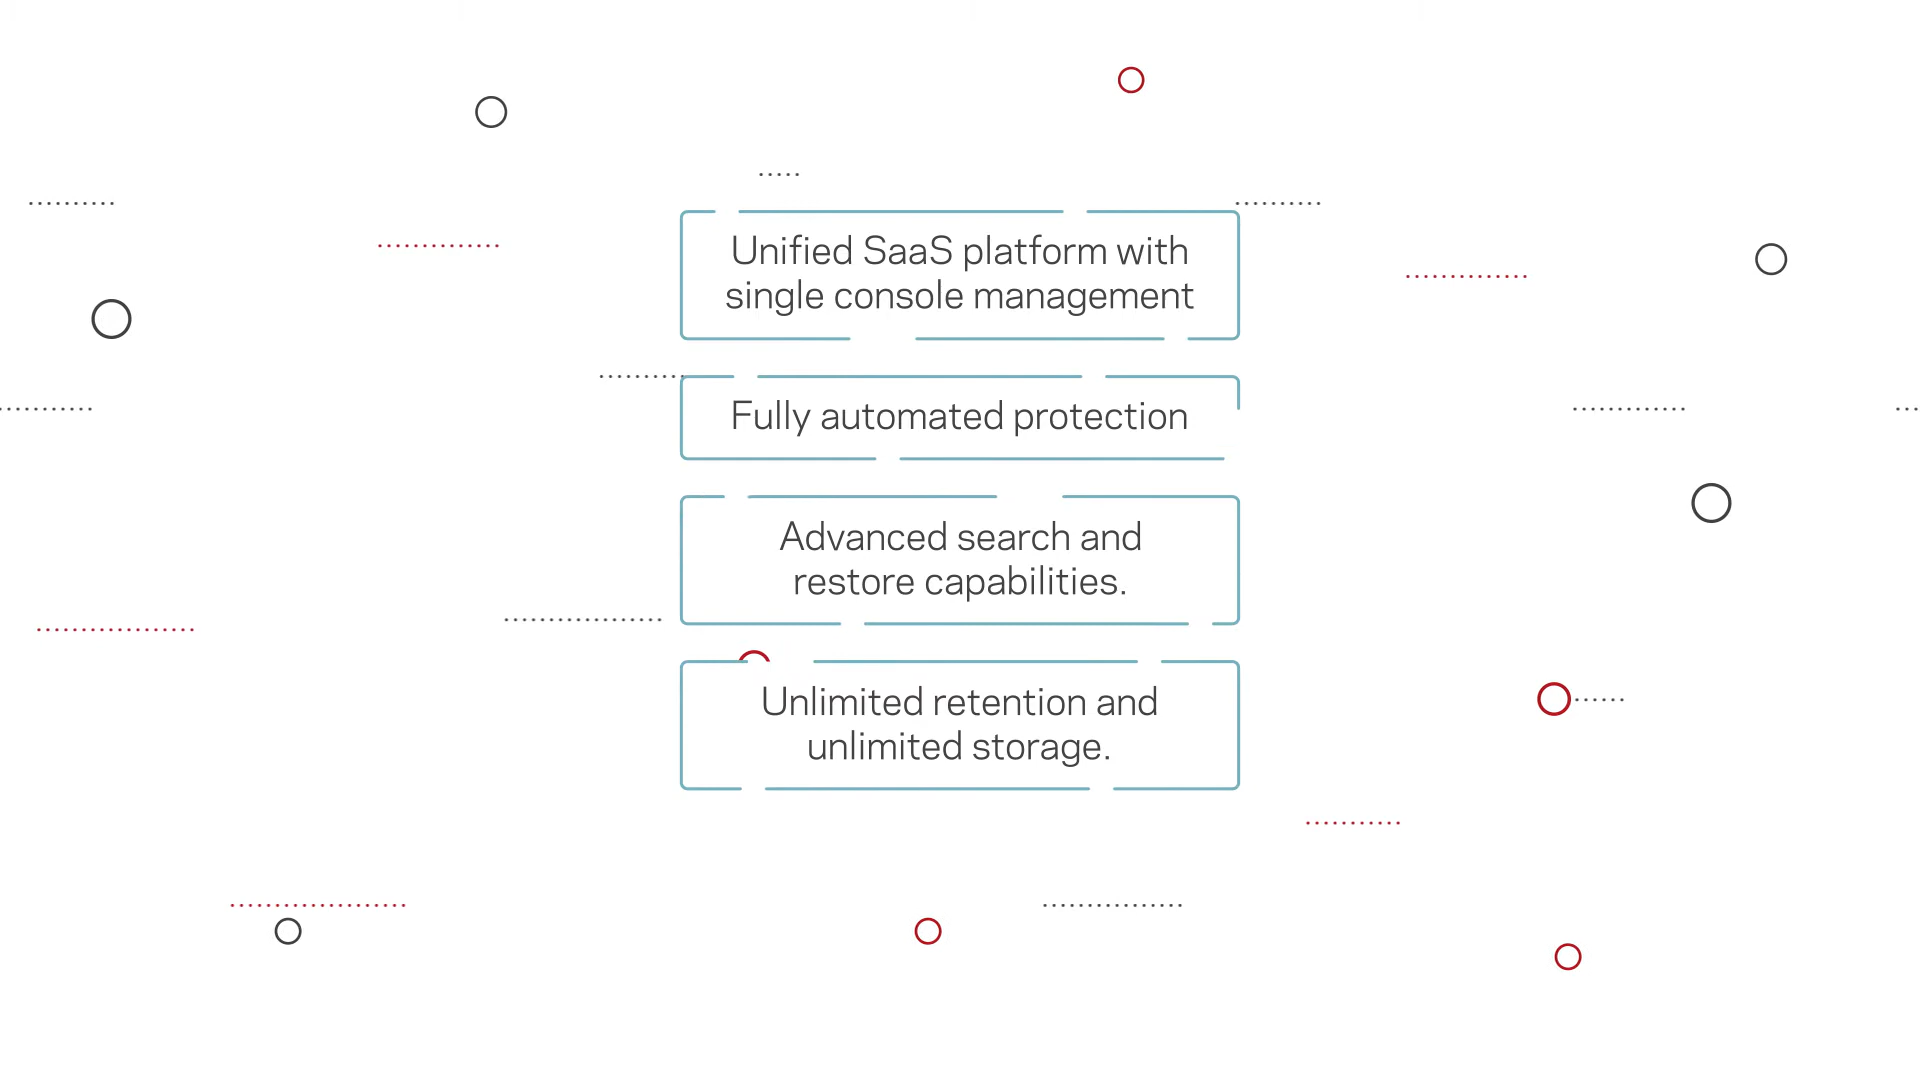 Unified SaaS platform with
single console management
Fully automated protection
Advanced search and
restore capabilities.
Unlimited retention and
unlimited storage.